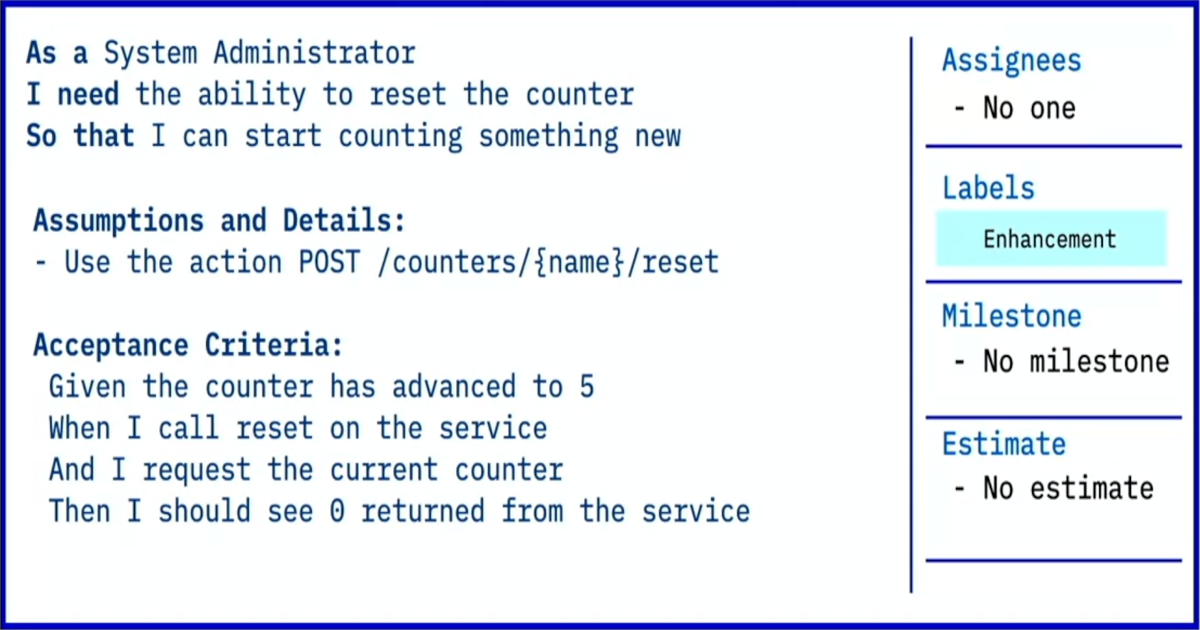 As a System Administrator
I need the ability to reset the counter
So that I can start counting something new
Assumptions and Details:
- Use the action POST /counters/{name}/reset
Acceptance Criteria:
Given the counter has advanced to 5
When I call reset on the service
And I request the current counter
Then I should see 0 returned from the service
Assignees
- No one
Labels
Enhancement
Milestone
- No milestone
Estimate
- No estimate